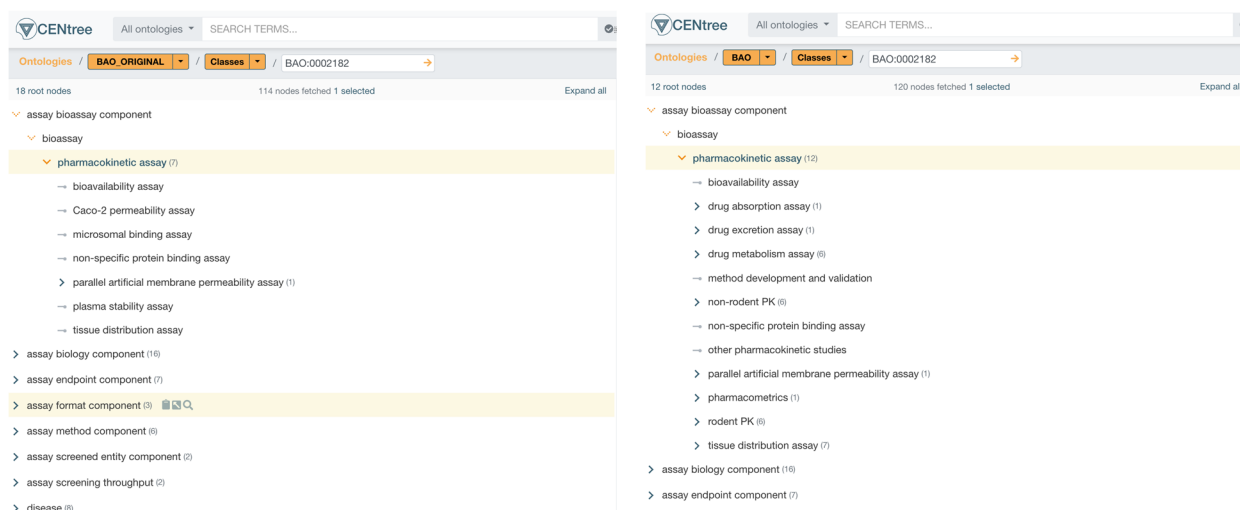 CENtree All ontologies SEARCH TERMS...
Ontologies / BAO_ORIGINAL / Classes / BAO:0002182
18 root nodes 114 nodes fetched 1 selected Expand all
assay bioassay component
bioassay
pharmacokinetic assay (7)
bioavailability assay
Caco-2 permeability assay
microsomal binding assay
non-specific protein binding assay
parallel artificial membrane permeability assay (1)
plasma stability assay
tissue distribution assay
assay biology component (16)
assay endpoint component (7)
assay format component (3)
assay method component (6)
assay screened entity component (2)
assay screening throughput (2)
disease (8)
CENtree All ontologies SEARCH TERMS...
Ontologies / BAO / Classes / BAO:0002182
12 root nodes 120 nodes fetched 1 selected Expand all
assay bioassay component
bioassay
pharmacokinetic assay (12)
bioavailability assay
drug absorption assay (1)
drug excretion assay (1)
drug metabolism assay (6)
method development and validation
non-rodent PK (6)
non-specific protein binding assay
other pharmacokinetic studies
parallel artificial membrane permeability assay (1)
pharmacometrics (1)
rodent PK (6)
tissue distribution assay (7)
assay biology component (16)
assay endpoint component (7)